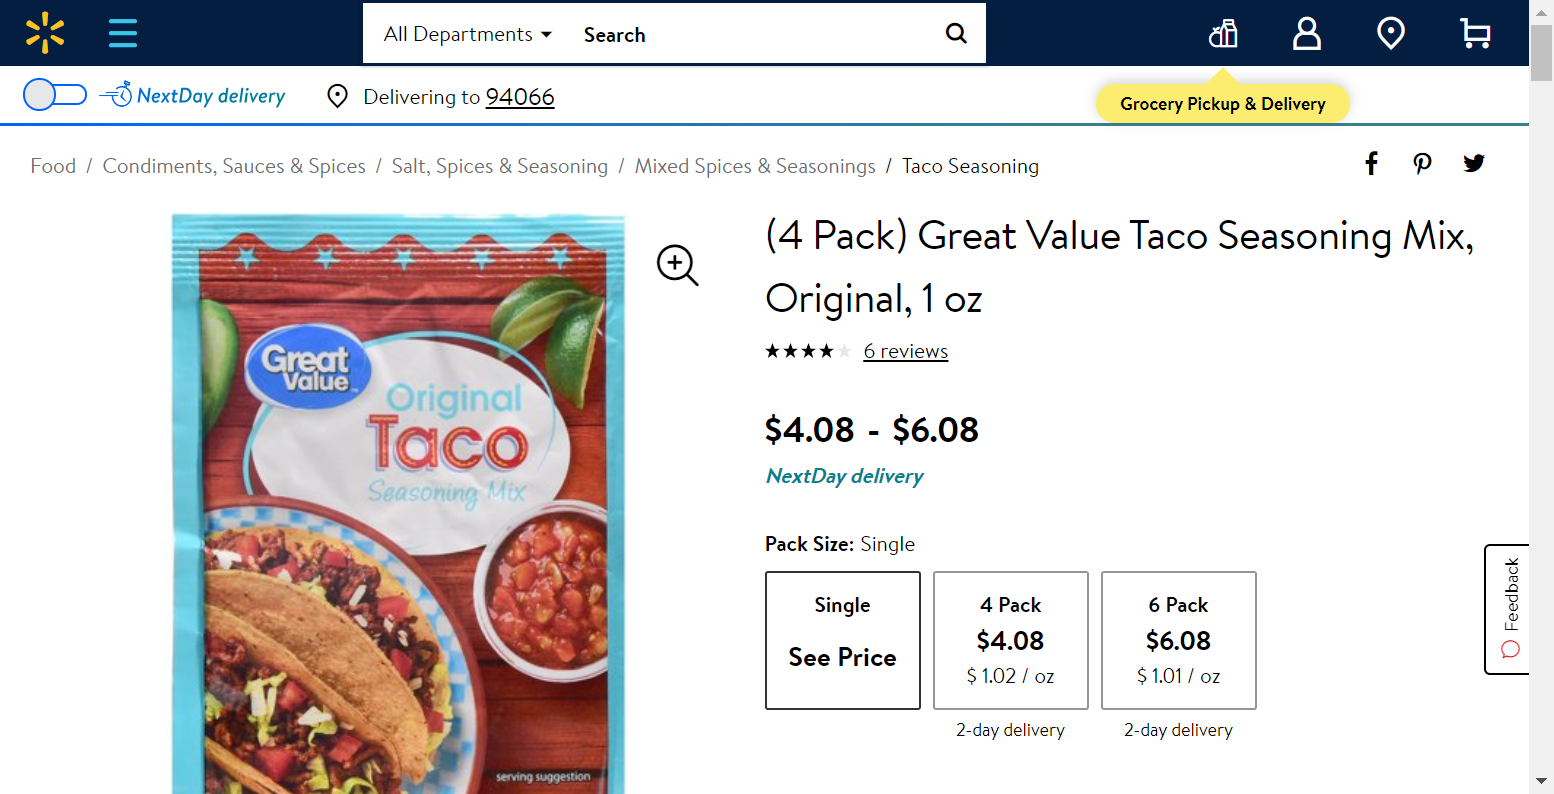 All Departments
Search
NextDay delivery
Delivering to 94066
Grocery Pickup & Delivery
Food / Condiments, Sauces & Spices / Salt, Spices & Seasoning / Mixed Spices & Seasonings / Taco Seasoning
(4 Pack) Great Value Taco Seasoning Mix,
Original, 1 oz
6 reviews
$4.08 - $6.08
NextDay delivery
Pack Size: Single
Single
See Price
4 Pack
$4.08
$ 1.02 / oz
2-day delivery
6 Pack
$6.08
$ 1.01 / oz
2-day delivery
Feedback
Great
Value™
Original
Taco
Seasoning Mix
serving suggestion